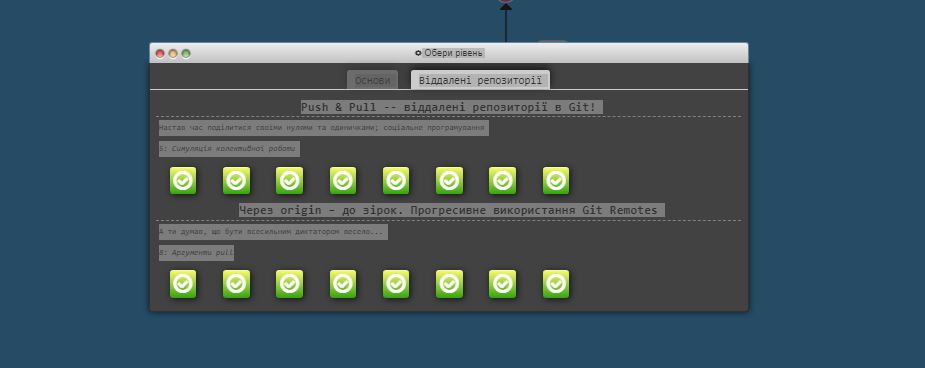 Обери рівень
Основи
Віддалені репозиторії
Push & Pull -- віддалені репозиторії в Git!
Настав час поділитися своїми нулями та одиничками; соціальне програмування
5: Симуляція колективної роботи
Через origin – до зірок. Прогресивне використання Git Remotes
А ти думав, що бути всесильним диктатором весело...
8: Аргументи pull